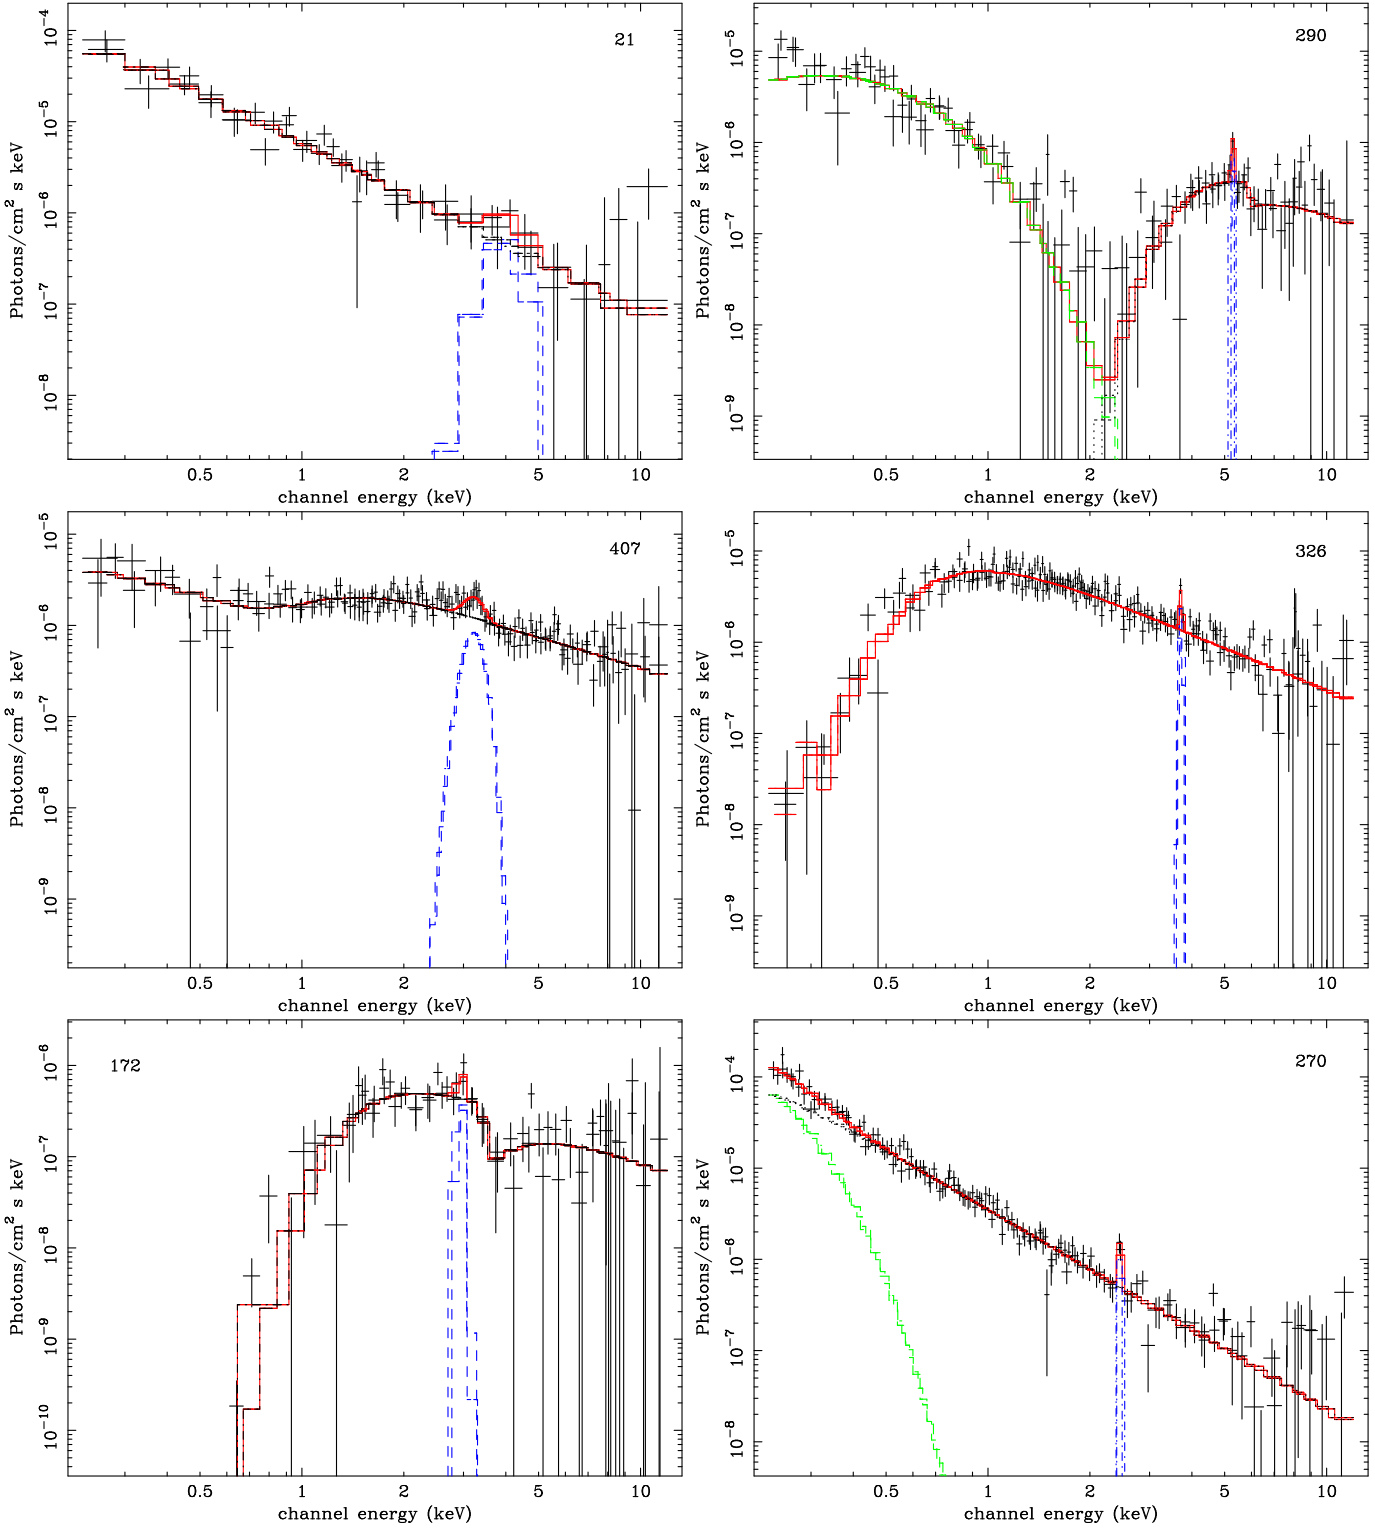 21
Photons/cm² s keV
10⁻⁴
10⁻⁵
10⁻⁶
10⁻⁷
10⁻⁸
0.5 1 2 5 10
channel energy (keV)
290
Photons/cm² s keV
10⁻⁵
10⁻⁶
10⁻⁷
10⁻⁸
10⁻⁹
0.5 1 2 5 10
channel energy (keV)
407
Photons/cm² s keV
10⁻⁵
10⁻⁶
10⁻⁷
10⁻⁸
10⁻⁹
0.5 1 2 5 10
channel energy (keV)
326
Photons/cm² s keV
10⁻⁵
10⁻⁶
10⁻⁷
10⁻⁸
10⁻⁹
0.5 1 2 5 10
channel energy (keV)
172
Photons/cm² s keV
10⁻⁶
10⁻⁷
10⁻⁸
10⁻⁹
10⁻¹⁰
0.5 1 2 5 10
channel energy (keV)
270
Photons/cm² s keV
10⁻⁴
10⁻⁵
10⁻⁶
10⁻⁷
10⁻⁸
0.5 1 2 5 10
channel energy (keV)